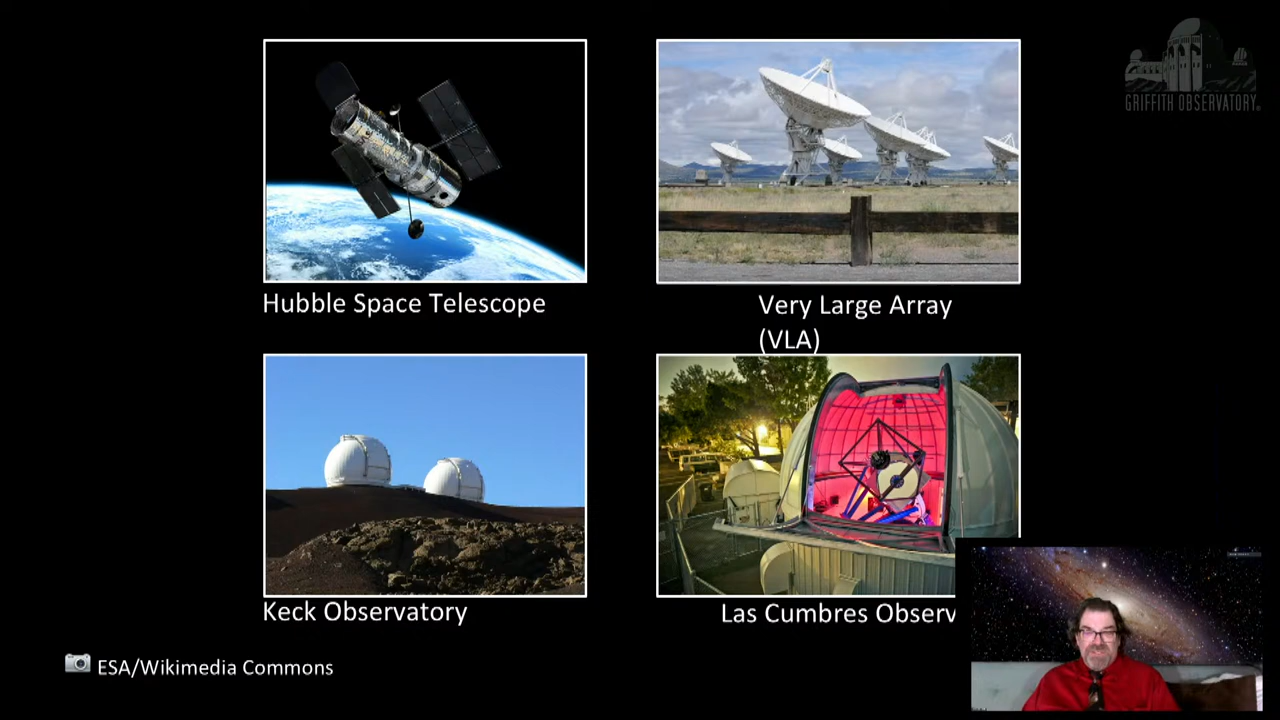 GRIFFITH OBSERVATORY
Hubble Space Telescope
Very Large Array
(VLA)
Keck Observatory
Las Cumbres Observ
ESA/Wikimedia Commons